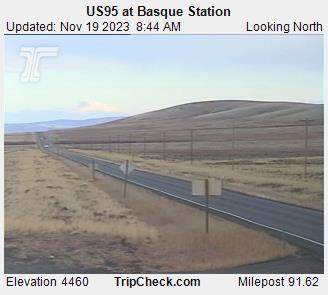 US95 at Basque Station
Updated: Nov 19 2023 8:44 AM Looking North
Elevation 4460 TripCheck.com Milepost 91.62